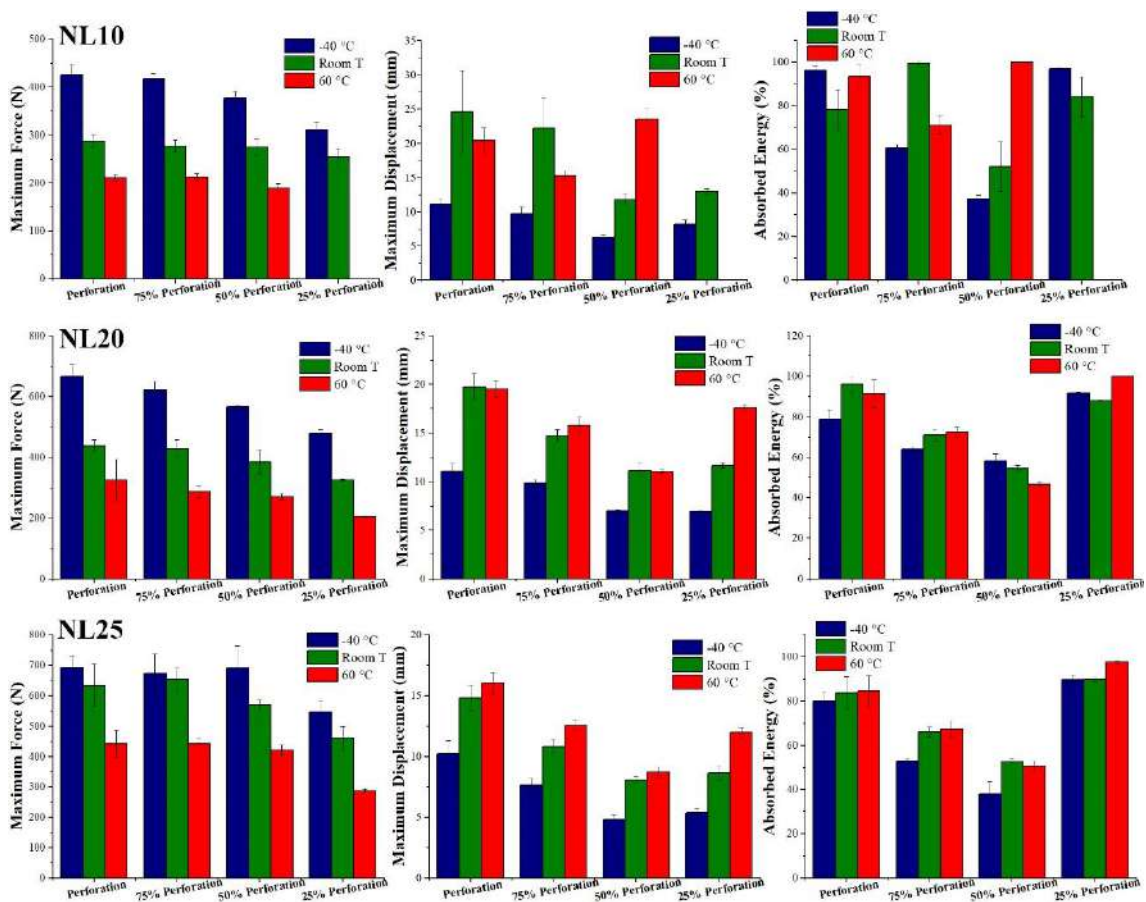 NL10
Maximum Force (N)
500
400
300
200
100
0
-40 °C
Room T
60 °C
Perforation
75% Perforation
50% Perforation
25% Perforation
Maximum Displacement (mm)
35
30
25
20
15
10
5
0
-40 °C
Room T
60 °C
Perforation
75% Perforation
50% Perforation
25% Perforation
Absorbed Energy (%)
100
80
60
40
20
0
-40 °C
Room T
60 °C
Perforation
75% Perforation
50% Perforation
25% Perforation
NL20
Maximum Force (N)
800
600
400
200
0
-40 °C
Room T
60 °C
Perforation
75% Perforation
50% Perforation
25% Perforation
Maximum Displacement (mm)
25
20
15
10
5
0
-40 °C
Room T
60 °C
Perforation
75% Perforation
50% Perforation
25% Perforation
Absorbed Energy (%)
120
100
80
60
40
20
0
-40 °C
Room T
60 °C
Perforation
75% Perforation
50% Perforation
25% Perforation
NL25
Maximum Force (N)
800
700
600
500
400
300
200
100
0
-40 °C
Room T
60 °C
Perforation
75% Perforation
50% Perforation
25% Perforation
Maximum Displacement (mm)
20
15
10
5
0
-40 °C
Room T
60 °C
Perforation
75% Perforation
50% Perforation
25% Perforation
Absorbed Energy (%)
100
80
60
40
20
0
-40 °C
Room T
60 °C
Perforation
75% Perforation
50% Perforation
25% Perforation